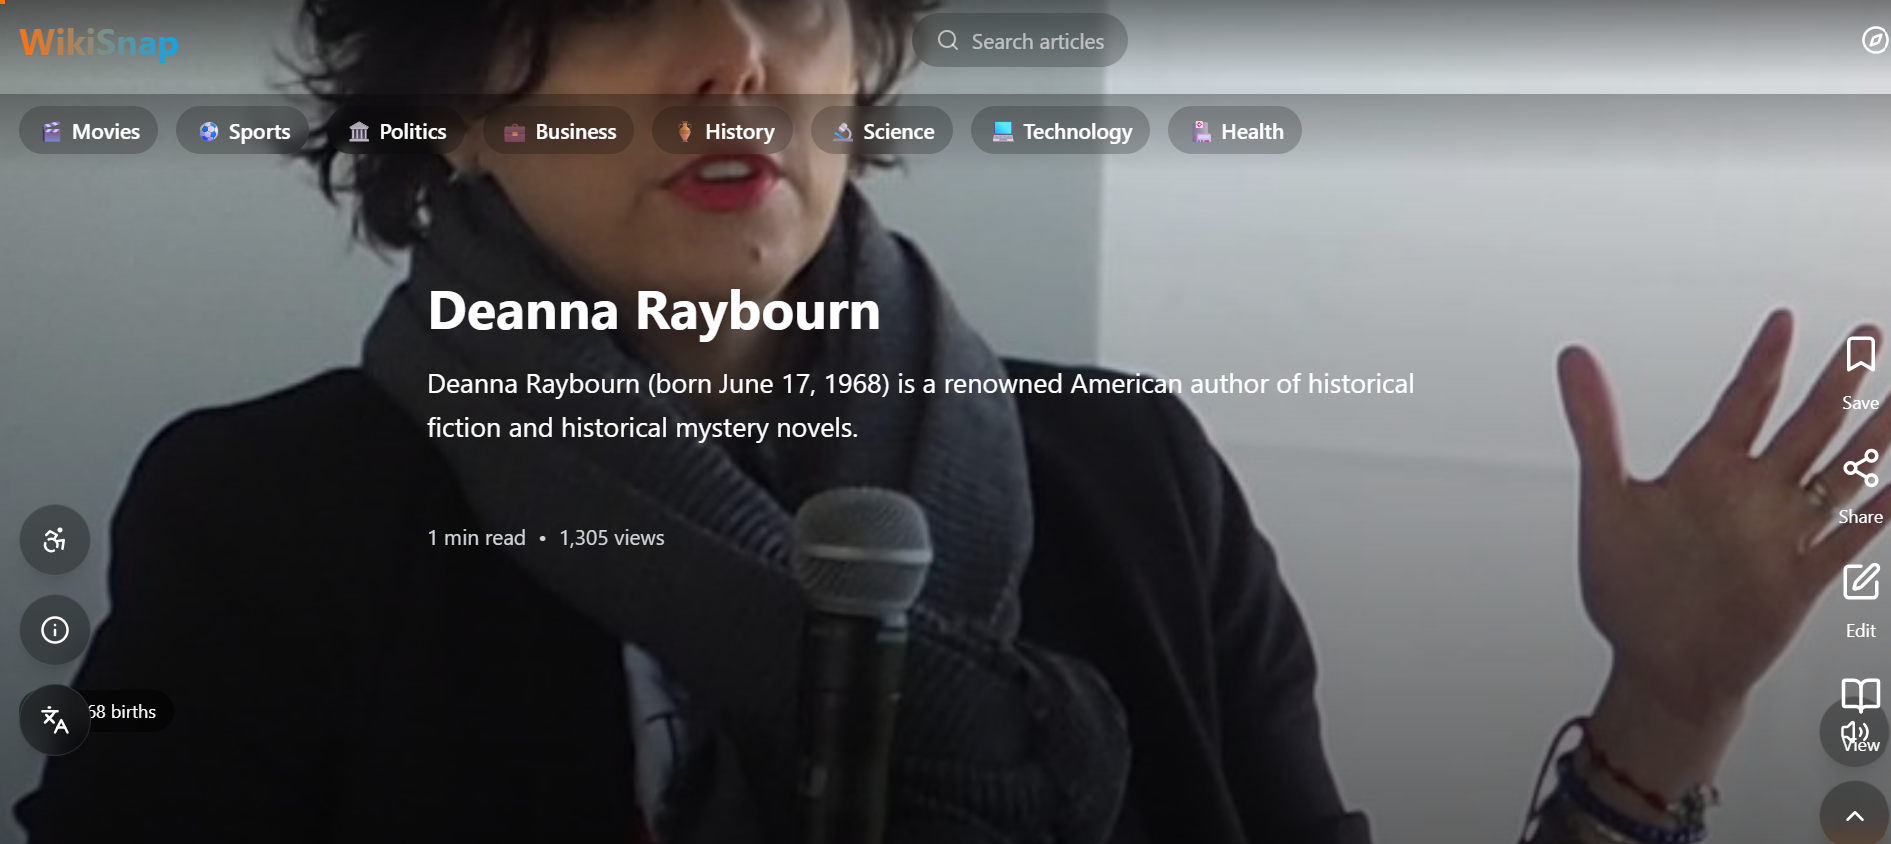 WikiSnap
Search articles
Movies
Sports
Politics
Business
History
Science
Technology
Health
Deanna Raybourn
Deanna Raybourn (born June 17, 1968) is a renowned American author of historical
fiction and historical mystery novels.
1 min read • 1,305 views
Save
Share
Edit
View
68 births